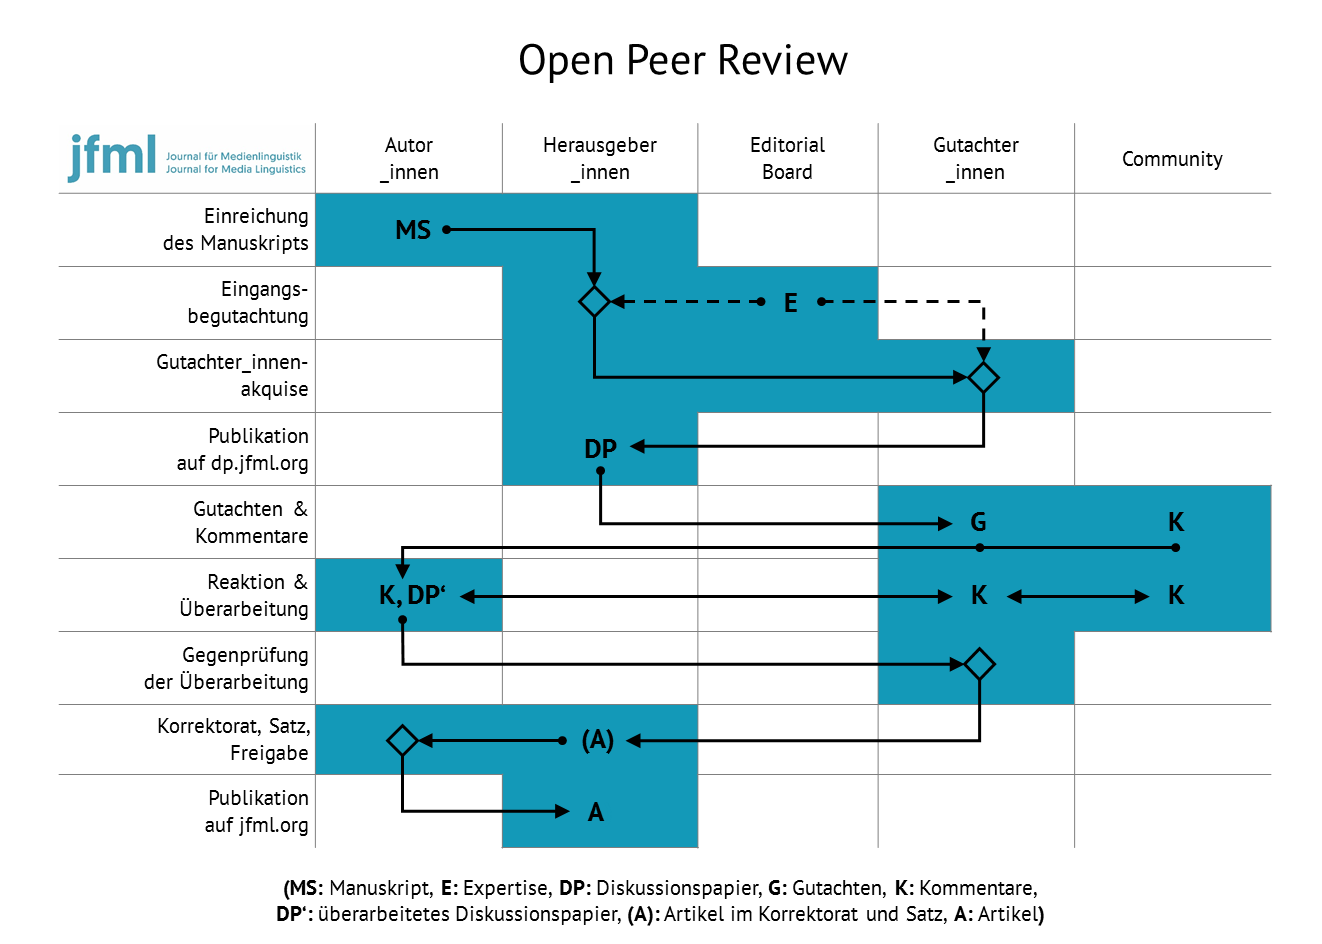 Open Peer Review
jfml
Journal für Medienlinguistik
Journal for Media Linguistics
Autor
_innen
Herausgeber
_innen
Editorial
Board
Gutachter
_innen
Community
Einreichung
des Manuskripts
MS
Eingangs-
begutachtung
E
Gutachter_innen-
akquise
Publikation
auf dp.jfml.org
DP
Gutachten &
Kommentare
G
K
Reaktion &
Überarbeitung
K, DP‘
K
K
Gegenprüfung
der Überarbeitung
Korrektorat, Satz,
Freigabe
(A)
Publikation
auf jfml.org
A
(MS: Manuskript, E: Expertise, DP: Diskussionspapier, G: Gutachten, K: Kommentare,
DP‘: überarbeitetes Diskussionspapier, (A): Artikel im Korrektorat und Satz, A: Artikel)